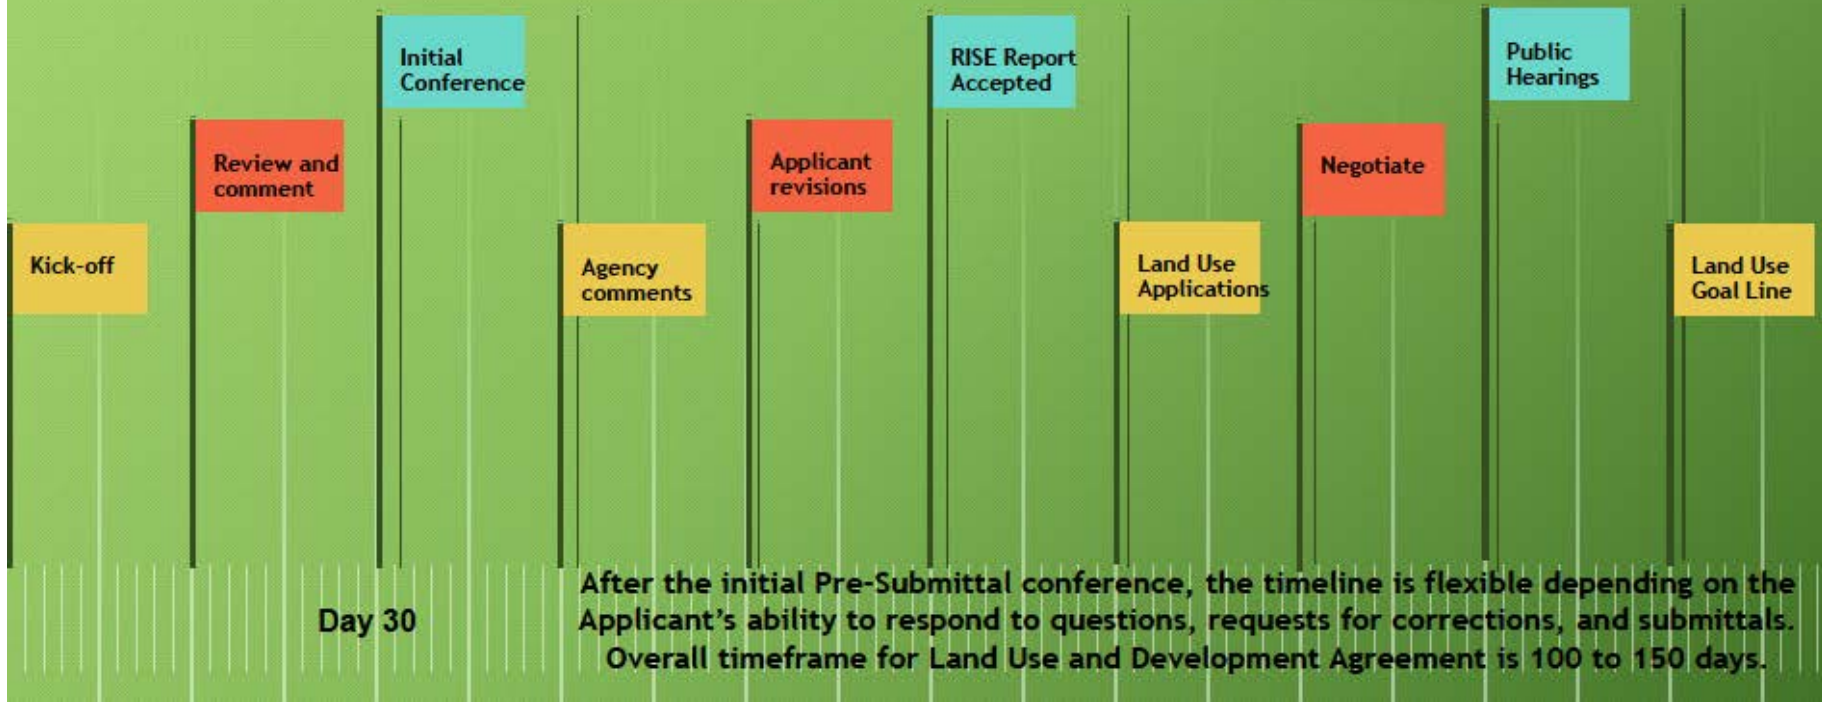 Kick-off
Review and
comment
Initial
Conference
Agency
comments
Applicant
revisions
RISE Report
Accepted
Land Use
Applications
Negotiate
Public
Hearings
Land Use
Goal Line
Day 30
After the initial Pre-Submittal conference, the timeline is flexible depending on the
Applicant’s ability to respond to questions, requests for corrections, and submittals.
Overall timeframe for Land Use and Development Agreement is 100 to 150 days.